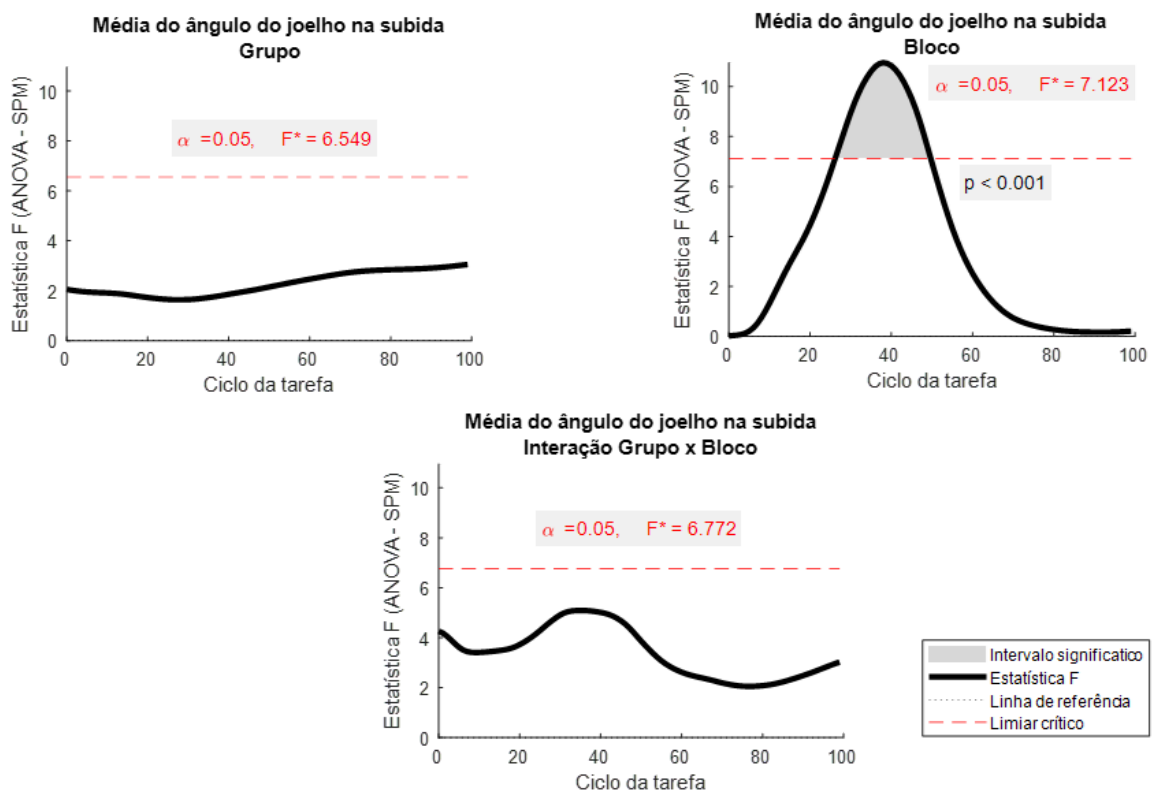 Média do ângulo do joelho na subida
Grupo
Estatística F (ANOVA - SPM)
10
8
6
4
2
0
α =0.05, F* = 6.549
0 20 40 60 80 100
Ciclo da tarefa
Média do ângulo do joelho na subida
Bloco
Estatística F (ANOVA - SPM)
10
8
6
4
2
0
α =0.05, F* = 7.123
p < 0.001
0 20 40 60 80 100
Ciclo da tarefa
Média do ângulo do joelho na subida
Interação Grupo x Bloco
Estatística F (ANOVA - SPM)
10
8
6
4
2
0
α =0.05, F* = 6.772
0 20 40 60 80 100
Ciclo da tarefa
Intervalo significatico
Estatística F
Linha de referência
Limiar crítico